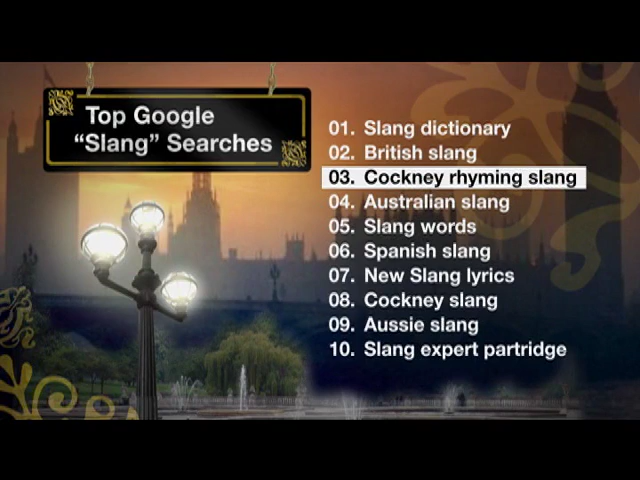 Top Google
“Slang” Searches
01. Slang dictionary
02. British slang
03. Cockney rhyming slang
04. Australian slang
05. Slang words
06. Spanish slang
07. New Slang lyrics
08. Cockney slang
09. Aussie slang
10. Slang expert partridge